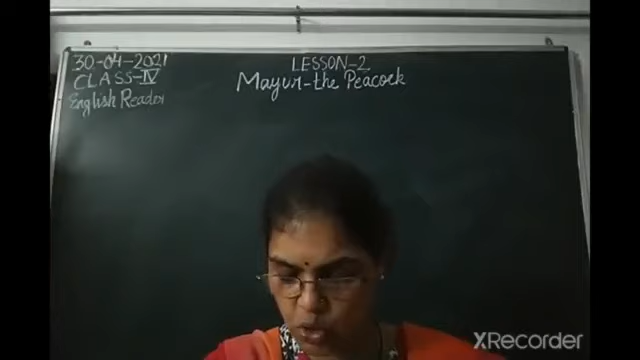 30-04-2021
CLASS-IV
English Reader
LESSON-2
Mayur-the Peacock
XRecorder